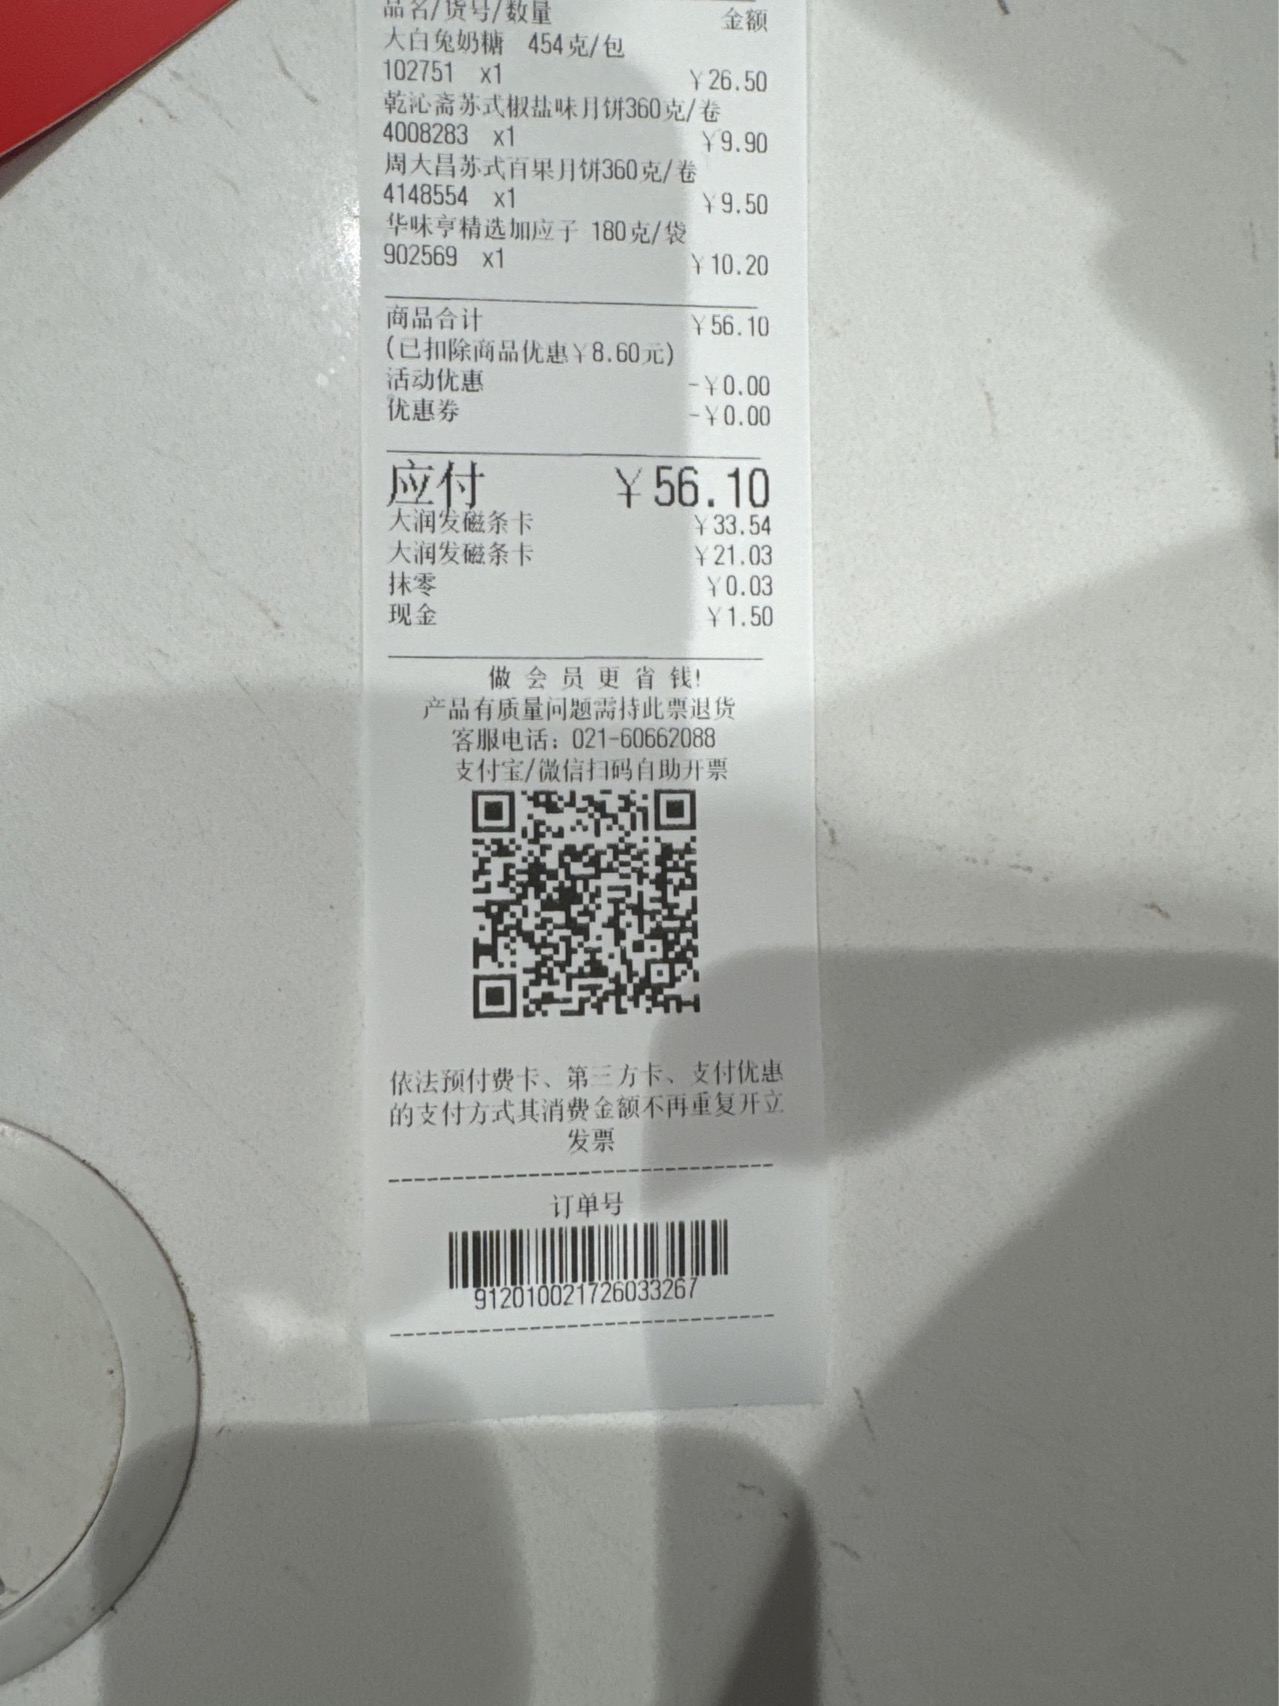 品名/货号/数量 金额
大白兔奶糖 454克/包
102751 x1 ￥26.50
乾沁斋苏式椒盐味月饼360克/卷
4008283 x1 ￥9.90
周大昌苏式百果月饼360克/卷
4148554 x1 ￥9.50
华味亨精选加应子 180克/袋
902569 x1 ￥10.20
商品合计 ￥56.10
(已扣除商品优惠￥8.60元)
活动优惠 -￥0.00
优惠券 -￥0.00
应付 ￥56.10
大润发磁条卡 ￥33.54
大润发磁条卡 ￥21.03
抹零 ￥0.03
现金 ￥1.50
做会员更省钱!
产品有质量问题需持此票退货
客服电话：021-60662088
支付宝/微信扫码自助开票
依法预付费卡、第三方卡、支付优惠
的支付方式其消费金额不再重复开立
发票
订单号
912010021726033267